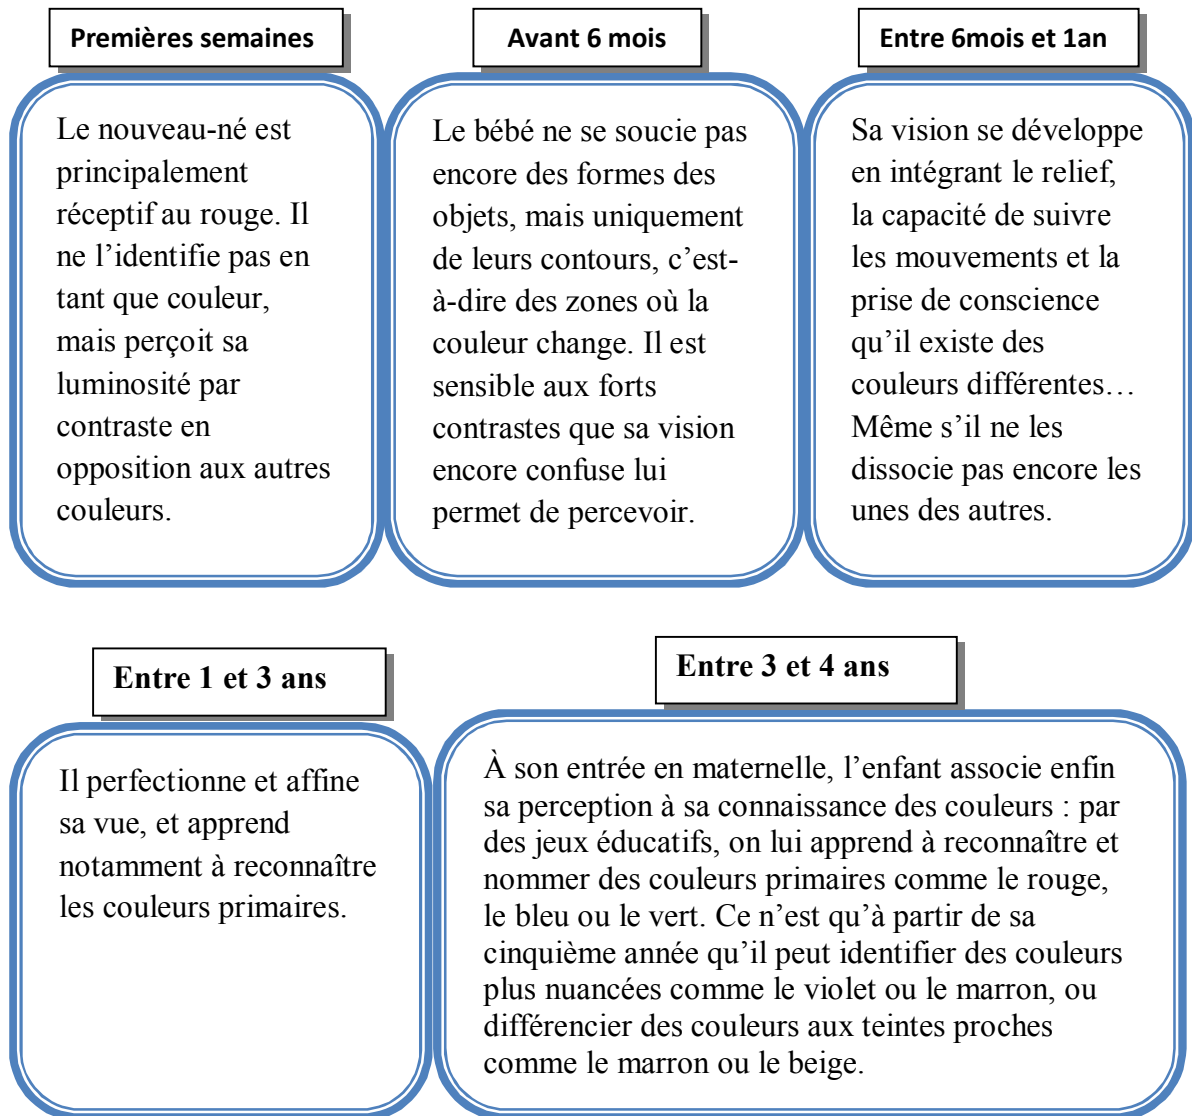 Premières semaines
Le nouveau-né est
principalement
réceptif au rouge. Il
ne l’identifie pas en
tant que couleur,
mais perçoit sa
luminosité par
contraste en
opposition aux autres
couleurs.
Avant 6 mois
Le bébé ne se soucie pas
encore des formes des
objets, mais uniquement
de leurs contours, c’est-
à-dire des zones où la
couleur change. Il est
sensible aux forts
contrastes que sa vision
encore confuse lui
permet de percevoir.
Entre 6mois et 1an
Sa vision se développe
en intégrant le relief,
la capacité de suivre
les mouvements et la
prise de conscience
qu’il existe des
couleurs différentes…
Même s’il ne les
dissocie pas encore les
unes des autres.
Entre 1 et 3 ans
Il perfectionne et affine
sa vue, et apprend
notamment à reconnaître
les couleurs primaires.
Entre 3 et 4 ans
À son entrée en maternelle, l’enfant associe enfin
sa perception à sa connaissance des couleurs : par
des jeux éducatifs, on lui apprend à reconnaître et
nommer des couleurs primaires comme le rouge,
le bleu ou le vert. Ce n’est qu’à partir de sa
cinquième année qu’il peut identifier des couleurs
plus nuancées comme le violet ou le marron, ou
différencier des couleurs aux teintes proches
comme le marron ou le beige.